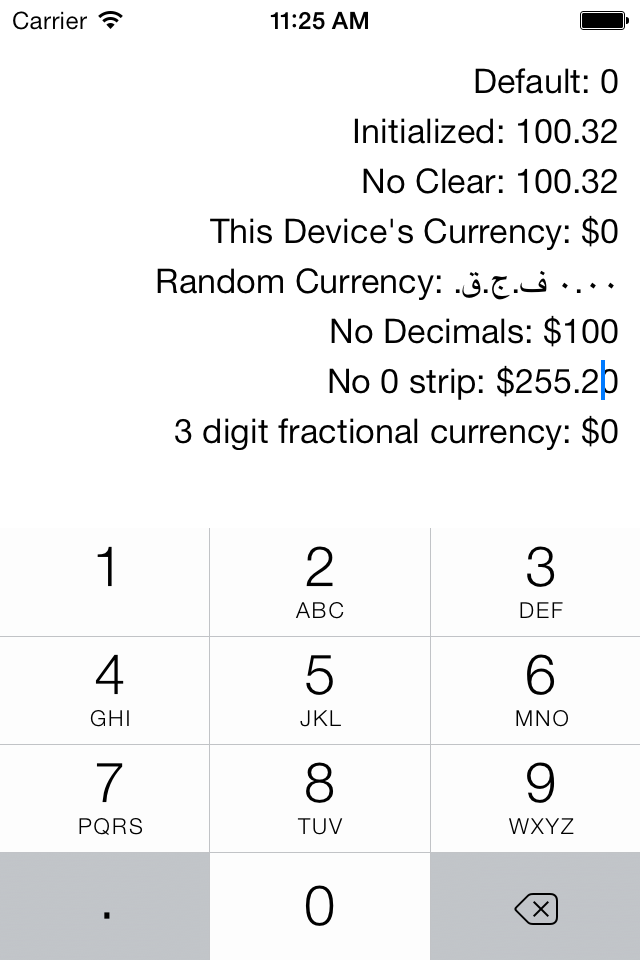 Carrier 11:25 AM
Default: 0
Initialized: 100.32
No Clear: 100.32
This Device's Currency: $0
Random Currency: ف.ج.ق.‏ ٠.٠٠
No Decimals: $100
No 0 strip: $255.20
3 digit fractional currency: $0
1 2 3
ABC DEF
4 5 6
GHI JKL MNO
7 8 9
PQRS TUV WXYZ
. 0